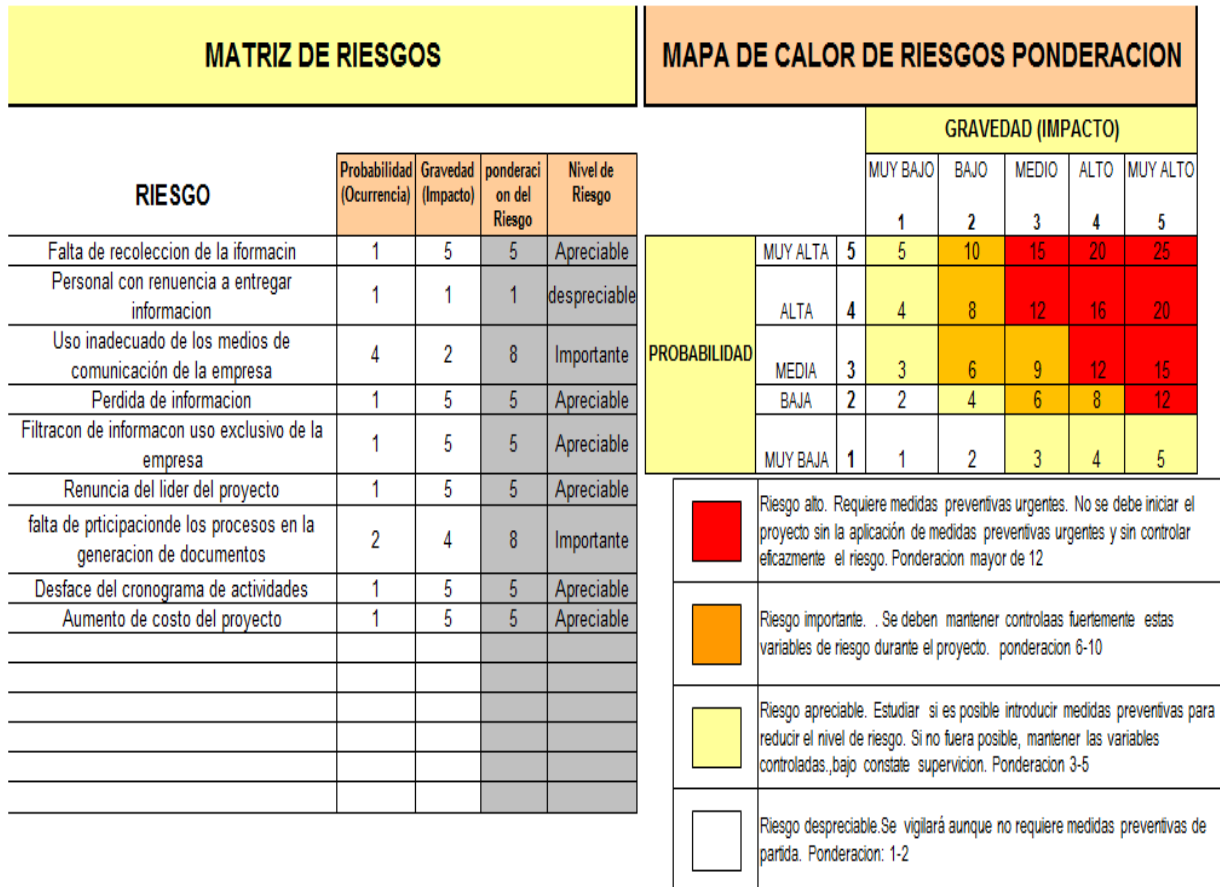 MATRIZ DE RIESGOS
RIESGO
Probabilidad (Ocurrencia)
Gravedad (Impacto)
ponderaci
on del
Riesgo
Nivel de
Riesgo
Falta de recoleccion de la iformacin 1 5 5 Apreciable
Personal con renuencia a entregar
informacion 1 1 1 despreciable
Uso inadecuado de los medios de
comunicación de la empresa 4 2 8 Importante
Perdida de informacion 1 5 5 Apreciable
Filtracon de informacon uso exclusivo de la
empresa 1 5 5 Apreciable
Renuncia del lider del proyecto 1 5 5 Apreciable
falta de prticipacionde los procesos en la
generacion de documentos 2 4 8 Importante
Desface del cronograma de actividades 1 5 5 Apreciable
Aumento de costo del proyecto 1 5 5 Apreciable
MAPA DE CALOR DE RIESGOS PONDERACION
GRAVEDAD (IMPACTO)
MUY BAJO BAJO MEDIO ALTO MUY ALTO
1 2 3 4 5
PROBABILIDAD
MUY ALTA 5 5 10 15 20 25
ALTA 4 4 8 12 16 20
MEDIA 3 3 6 9 12 15
BAJA 2 2 4 6 8 12
MUY BAJA 1 1 2 3 4 5
Riesgo alto. Requiere medidas preventivas urgentes. No se debe iniciar el
proyecto sin la aplicación de medidas preventivas urgentes y sin controlar
eficazmente el riesgo. Ponderacion mayor de 12
Riesgo importante. . Se deben mantener controlaas fuertemente estas
variables de riesgo durante el proyecto. ponderacion 6-10
Riesgo apreciable. Estudiar si es posible introducir medidas preventivas para
reducir el nivel de riesgo. Si no fuera posible, mantener las variables
controladas.,bajo constate supervicion. Ponderacion 3-5
Riesgo despreciable.Se vigilará aunque no requiere medidas preventivas de
partida. Ponderacion: 1-2